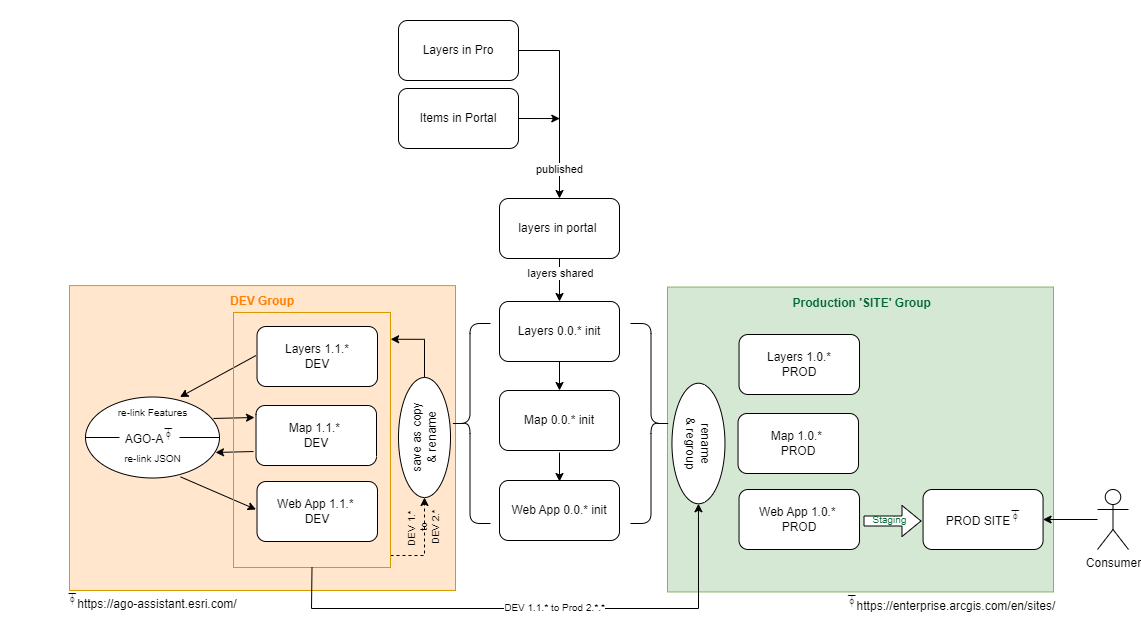 Layers in Pro
Items in Portal
published
layers in portal
layers shared
DEV Group
Layers 1.1.*
DEV
re-link Features
AGO-A
re-link JSON
Map 1.1.*
DEV
Web App 1.1.*
DEV
save as copy
& rename
DEV 1.*
to
DEV 2.*
Layers 0.0.* init
Map 0.0.* init
Web App 0.0.* init
Production 'SITE' Group
rename
& regroup
Layers 1.0.*
PROD
Map 1.0.*
PROD
Web App 1.0.*
PROD
Staging
PROD SITE
Consumer
https://ago-assistant.esri.com/
DEV 1.1.* to Prod 2.*.*
https://enterprise.arcgis.com/en/sites/